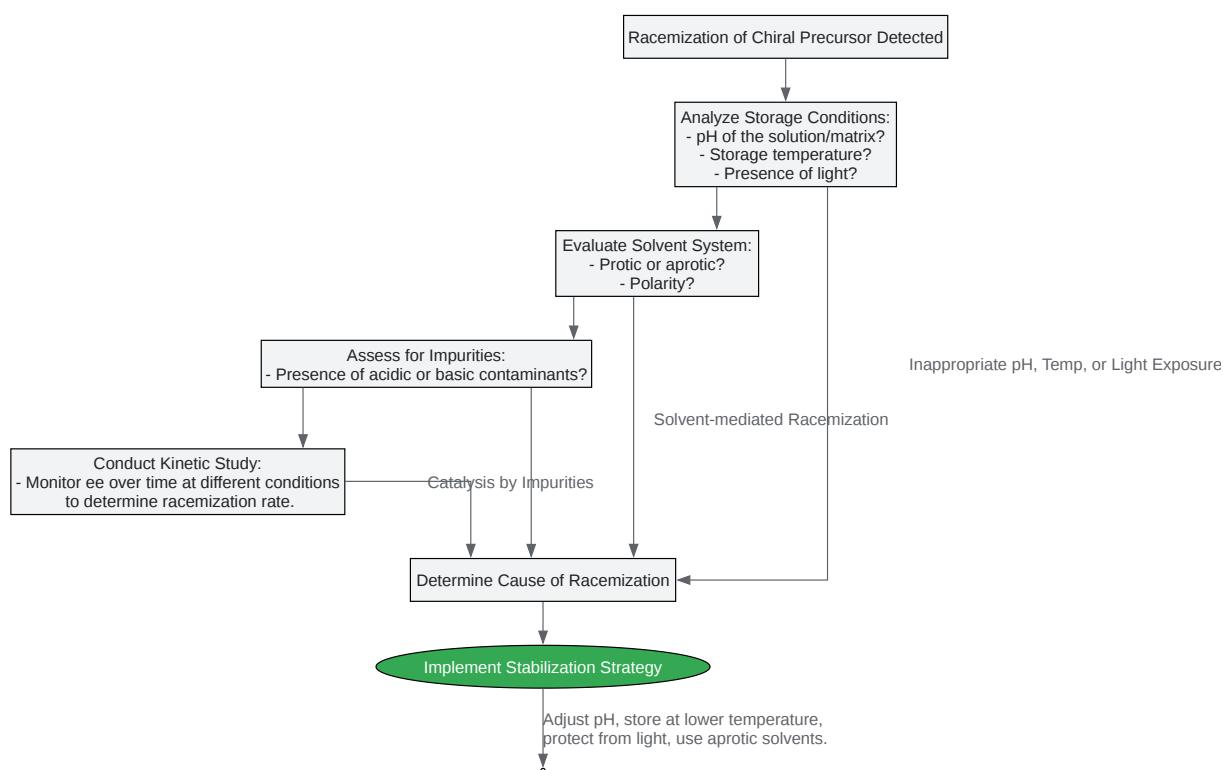 Racemization of Chiral Precursor Detected
Analyze Storage Conditions:
- pH of the solution/matrix?
- Storage temperature?
- Presence of light?
Evaluate Solvent System:
- Protic or aprotic?
- Polarity?
Assess for Impurities:
- Presence of acidic or basic contaminants?
Inappropriate pH, Temp, or Light Exposure
Solvent-mediated Racemization
Conduct Kinetic Study:
- Monitor ee over time at different conditions
to determine racemization rate.
Catalysis by Impurities
Determine Cause of Racemization
Implement Stabilization Strategy
Adjust pH, store at lower temperature,
protect from light, use aprotic solvents.